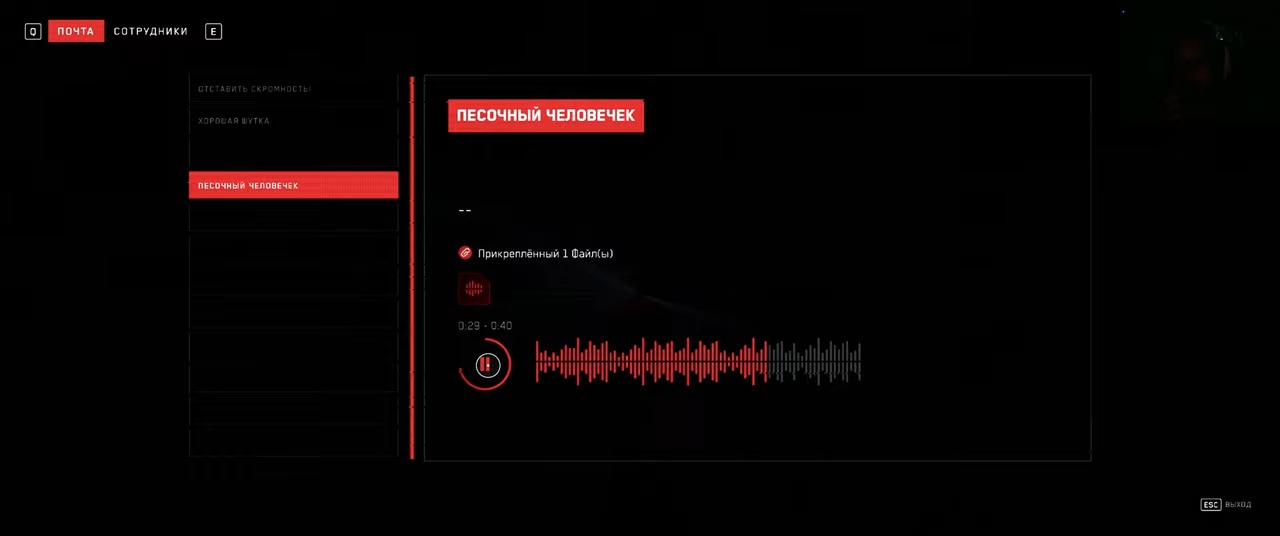 Q ПОЧТА СОТРУДНИКИ E
ОТСТАВИТЬ СКРОМНОСТЬ!
ХОРОШАЯ ШУТКА
ПЕСОЧНЫЙ ЧЕЛОВЕЧЕК
ПЕСОЧНЫЙ ЧЕЛОВЕЧЕК
--
Прикреплённый 1 Файл(ы)
0:29 - 0:40
ESC ВЫХОД